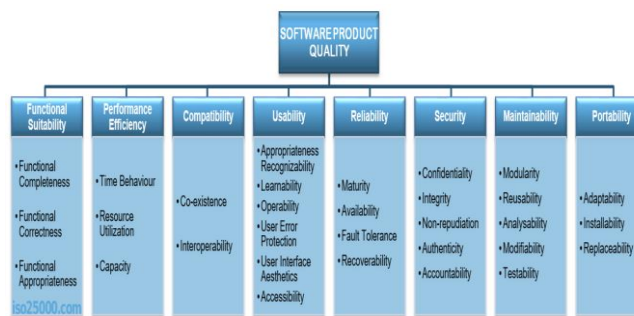 SOFTWARE PRODUCT
QUALITY
Functional
Suitability
•Functional
Completeness
•Functional
Correctness
•Functional
Appropriateness
Performance
Efficiency
•Time Behaviour
•Resource
Utilization
•Capacity
Compatibility
•Co-existence
•Interoperability
Usability
•Appropriateness
Recognizability
•Learnability
•Operability
•User Error
Protection
•User Interface
Aesthetics
•Accessibility
Reliability
•Maturity
•Availability
•Fault Tolerance
•Recoverability
Security
•Confidentiality
•Integrity
•Non-repudiation
•Authenticity
•Accountability
Maintainability
•Modularity
•Reusability
•Analysability
•Modifiability
•Testability
Portability
•Adaptability
•Installability
•Replaceability
iso25000.com